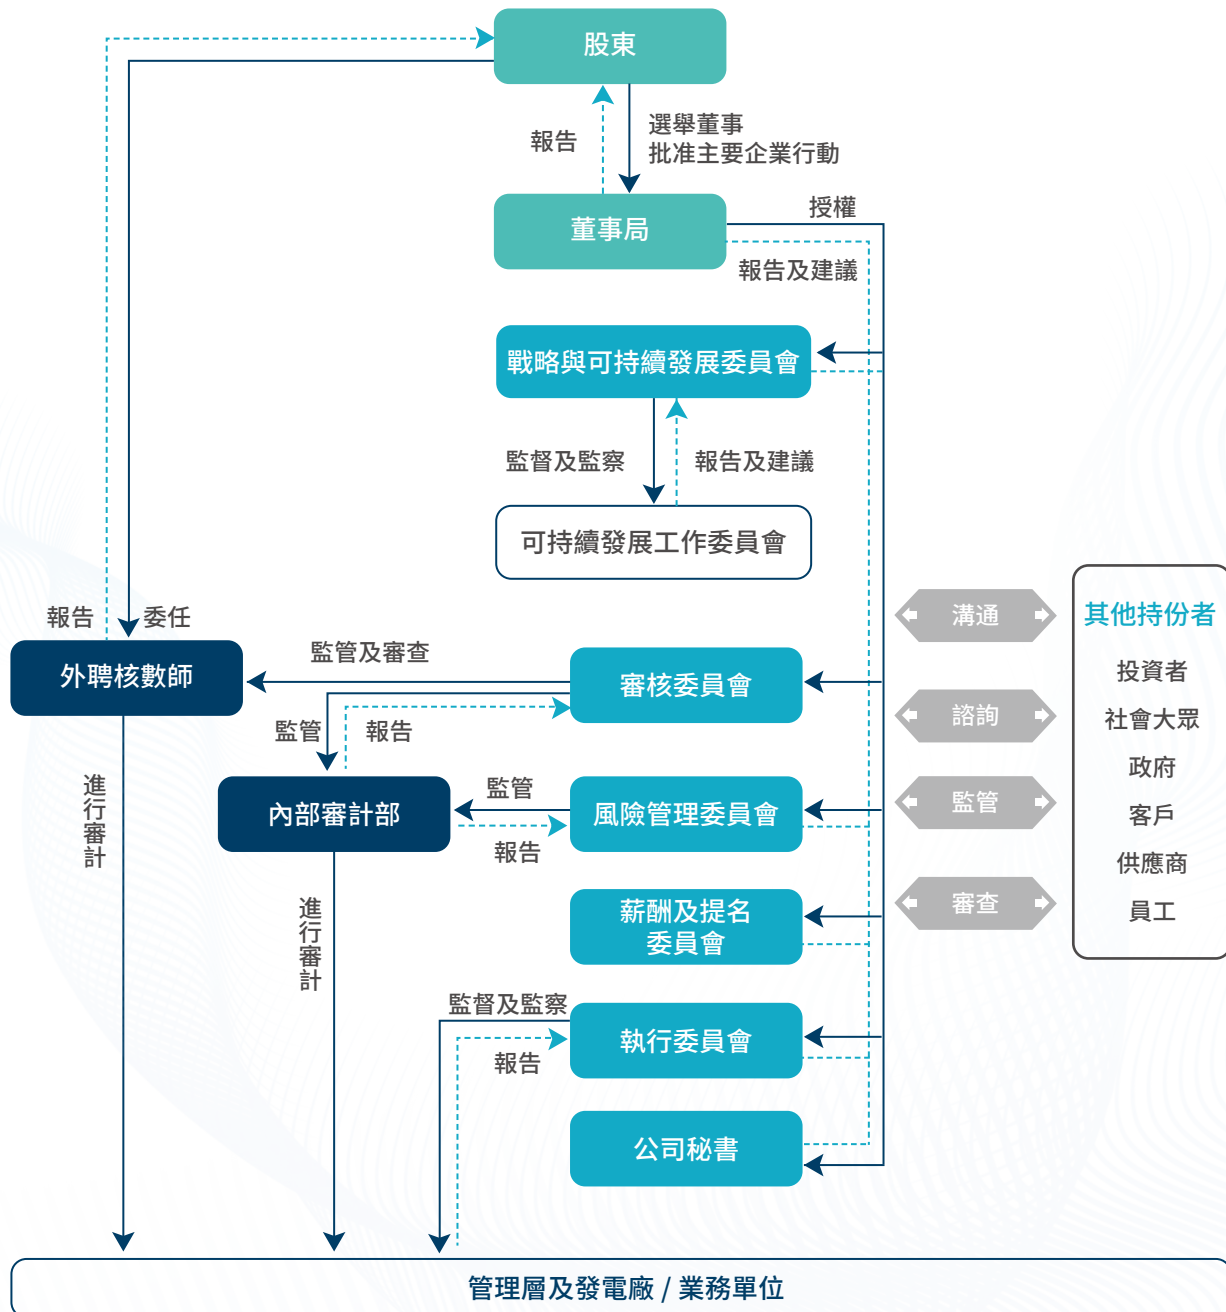 股東
報告
選舉董事
批准主要企業行動
董事局
授權
報告及建議
戰略與可持續發展委員會
監督及監察
報告及建議
可持續發展工作委員會
報告
委任
外聘核數師
監管及審查
審核委員會
監管
報告
內部審計部
監管
報告
風險管理委員會
進行審計
進行審計
薪酬及提名
委員會
監督及監察
報告
執行委員會
公司秘書
溝通
諮詢
監管
審查
其他持份者
投資者
社會大眾
政府
客戶
供應商
員工
管理層及發電廠 / 業務單位